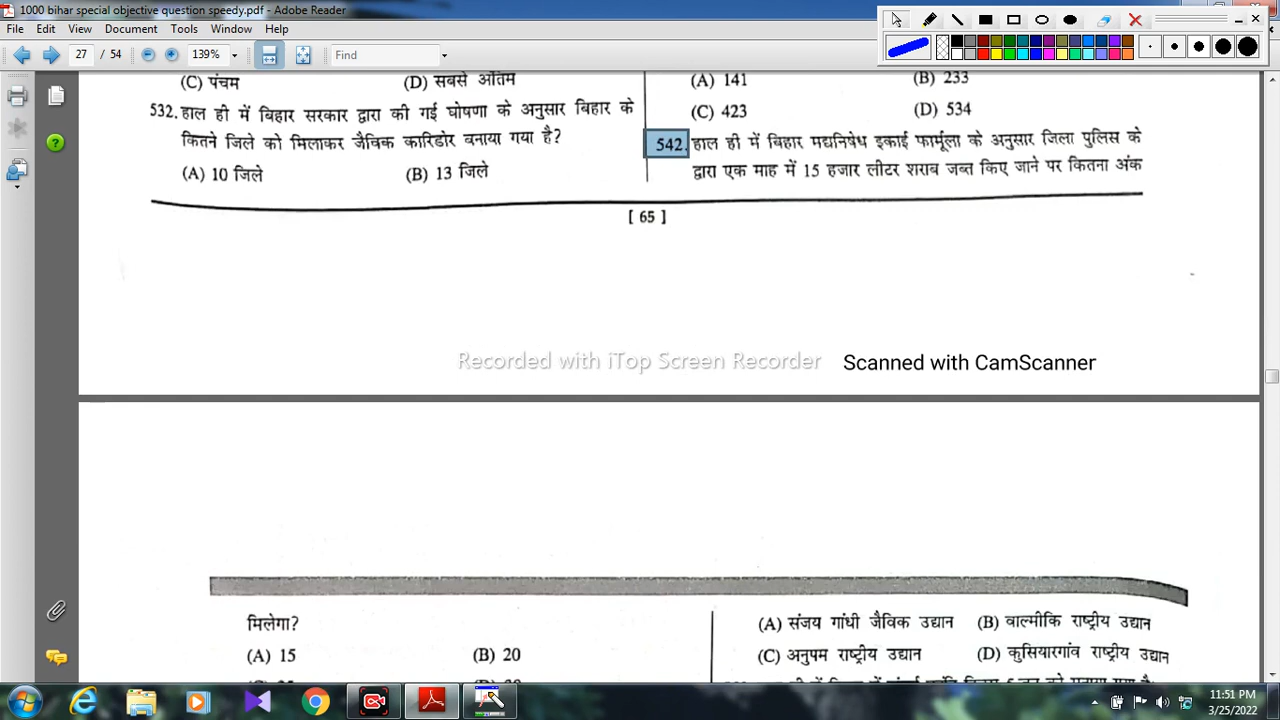 1000 bihar special objective question speedy.pdf - Adobe Reader
File Edit View Document Tools Window Help
27 / 54 139% Find
(C) पंचम (D) सबसे अंतिम
532. हाल ही में बिहार सरकार द्वारा की गई घोषणा के अनुसार बिहार के
कितने जिले को मिलाकर जैविक कारिडोर बनाया गया है?
(A) 10 जिले (B) 13 जिले
(A) 141 (B) 233
(C) 423 (D) 534
542. हाल ही में बिहार मद्यनिषेध इकाई फार्मूला के अनुसार जिला पुलिस के
द्वारा एक माह में 15 हजार लीटर शराब जब्त किए जाने पर कितना अंक
[ 65 ]
Recorded with iTop Screen Recorder Scanned with CamScanner
मिलेगा?
(A) 15 (B) 20
(A) संजय गांधी जैविक उद्यान (B) वाल्मीकि राष्ट्रीय उद्यान
(C) अनुपम राष्ट्रीय उद्यान (D) कुसियारगांव राष्ट्रीय उद्यान
11:51 PM
3/25/2022